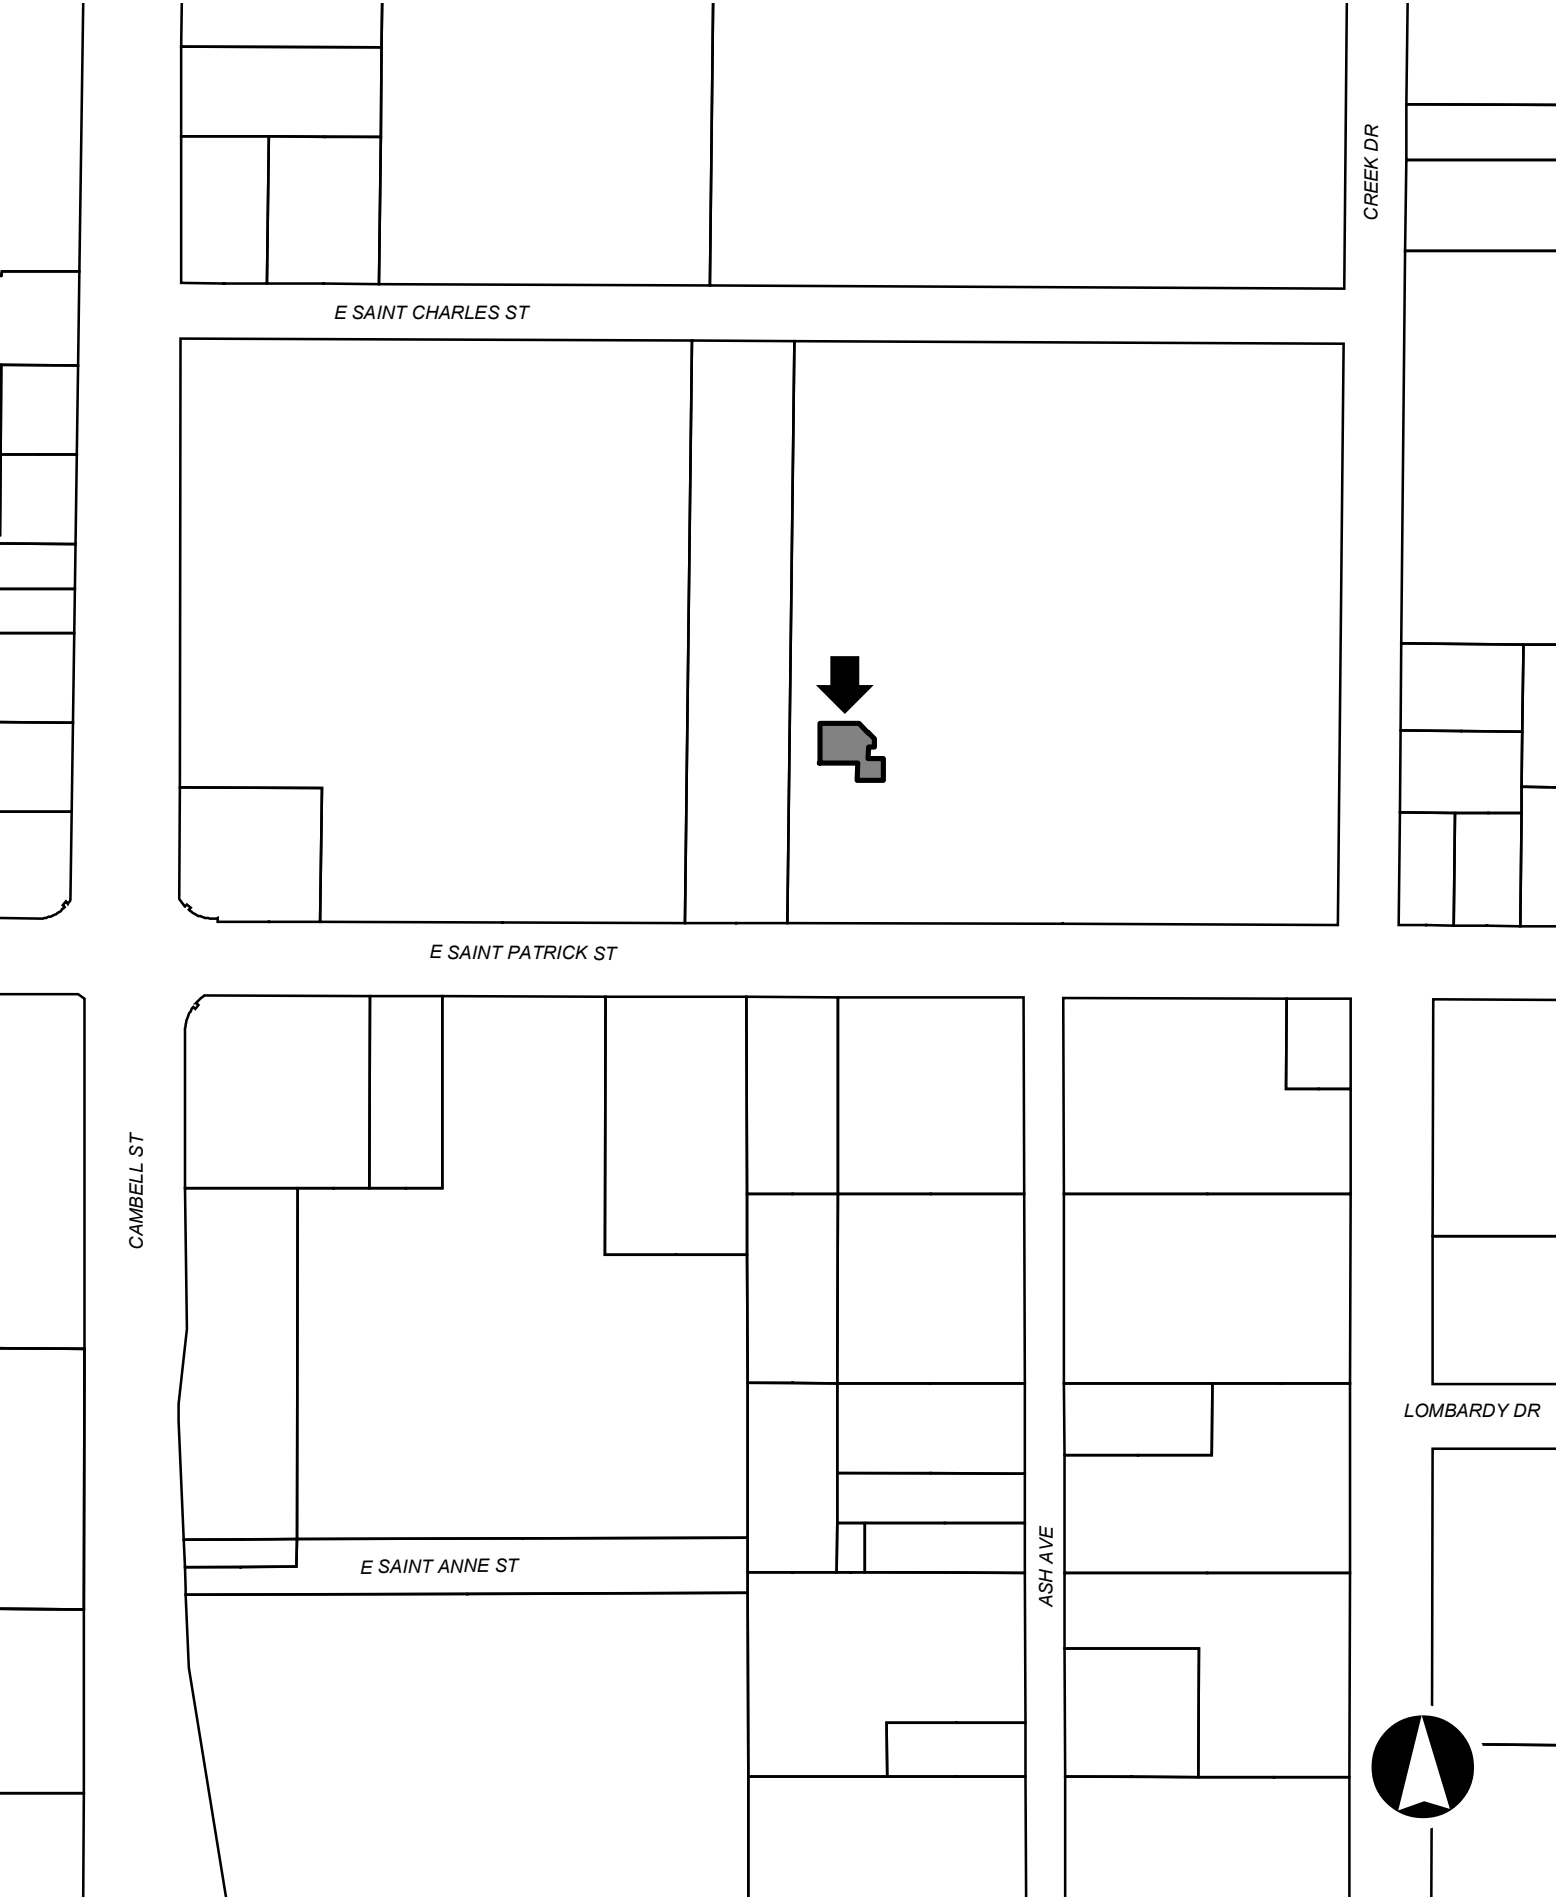 CREEK DR
E SAINT CHARLES ST
E SAINT PATRICK ST
CAMBELL ST
LOMBARDY DR
E SAINT ANNE ST
ASH AVE